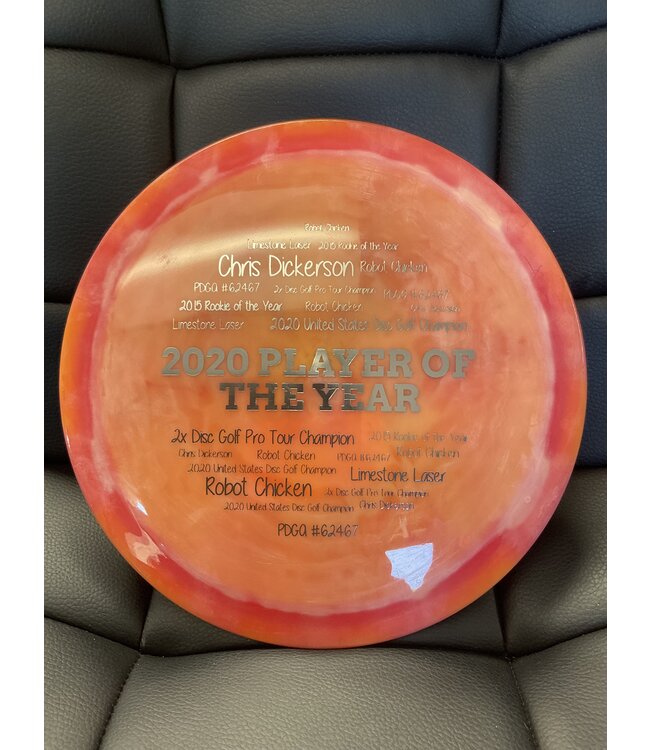 Robot Chicken
Limestone Laser 2015 Rookie of the Year
Chris Dickerson Robot Chicken
PDGA #62467 2x Disc Golf Pro Tour Champion PDGA #62467
2015 Rookie of the Year Robot Chicken Chris Dickerson
Limestone Laser 2020 United States Disc Golf Champion
2020 PLAYER OF
THE YEAR
2x Disc Golf Pro Tour Champion 2015 Rookie of the Year
Chris Dickerson Robot Chicken PDGA #62467 Robot Chicken
2020 United States Disc Golf Champion Limestone Laser
Robot Chicken 2x Disc Golf Pro Tour Champion
2020 United States Disc Golf Champion Chris Dickerson
PDGA #62467